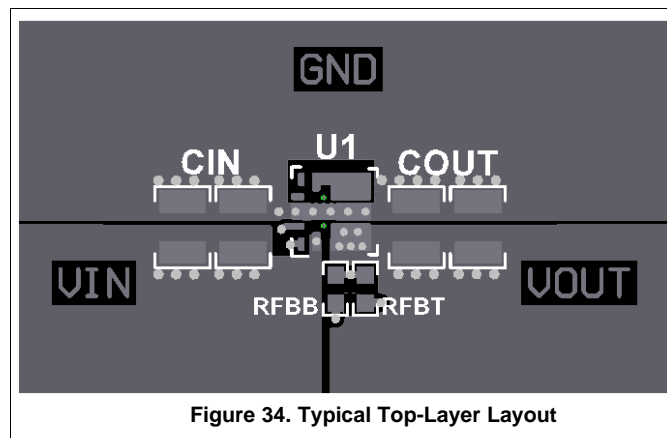 GND
CIN
U1
COUT
VIN
VOUT
RFBB
RFBT
Figure 34. Typical Top-Layer Layout